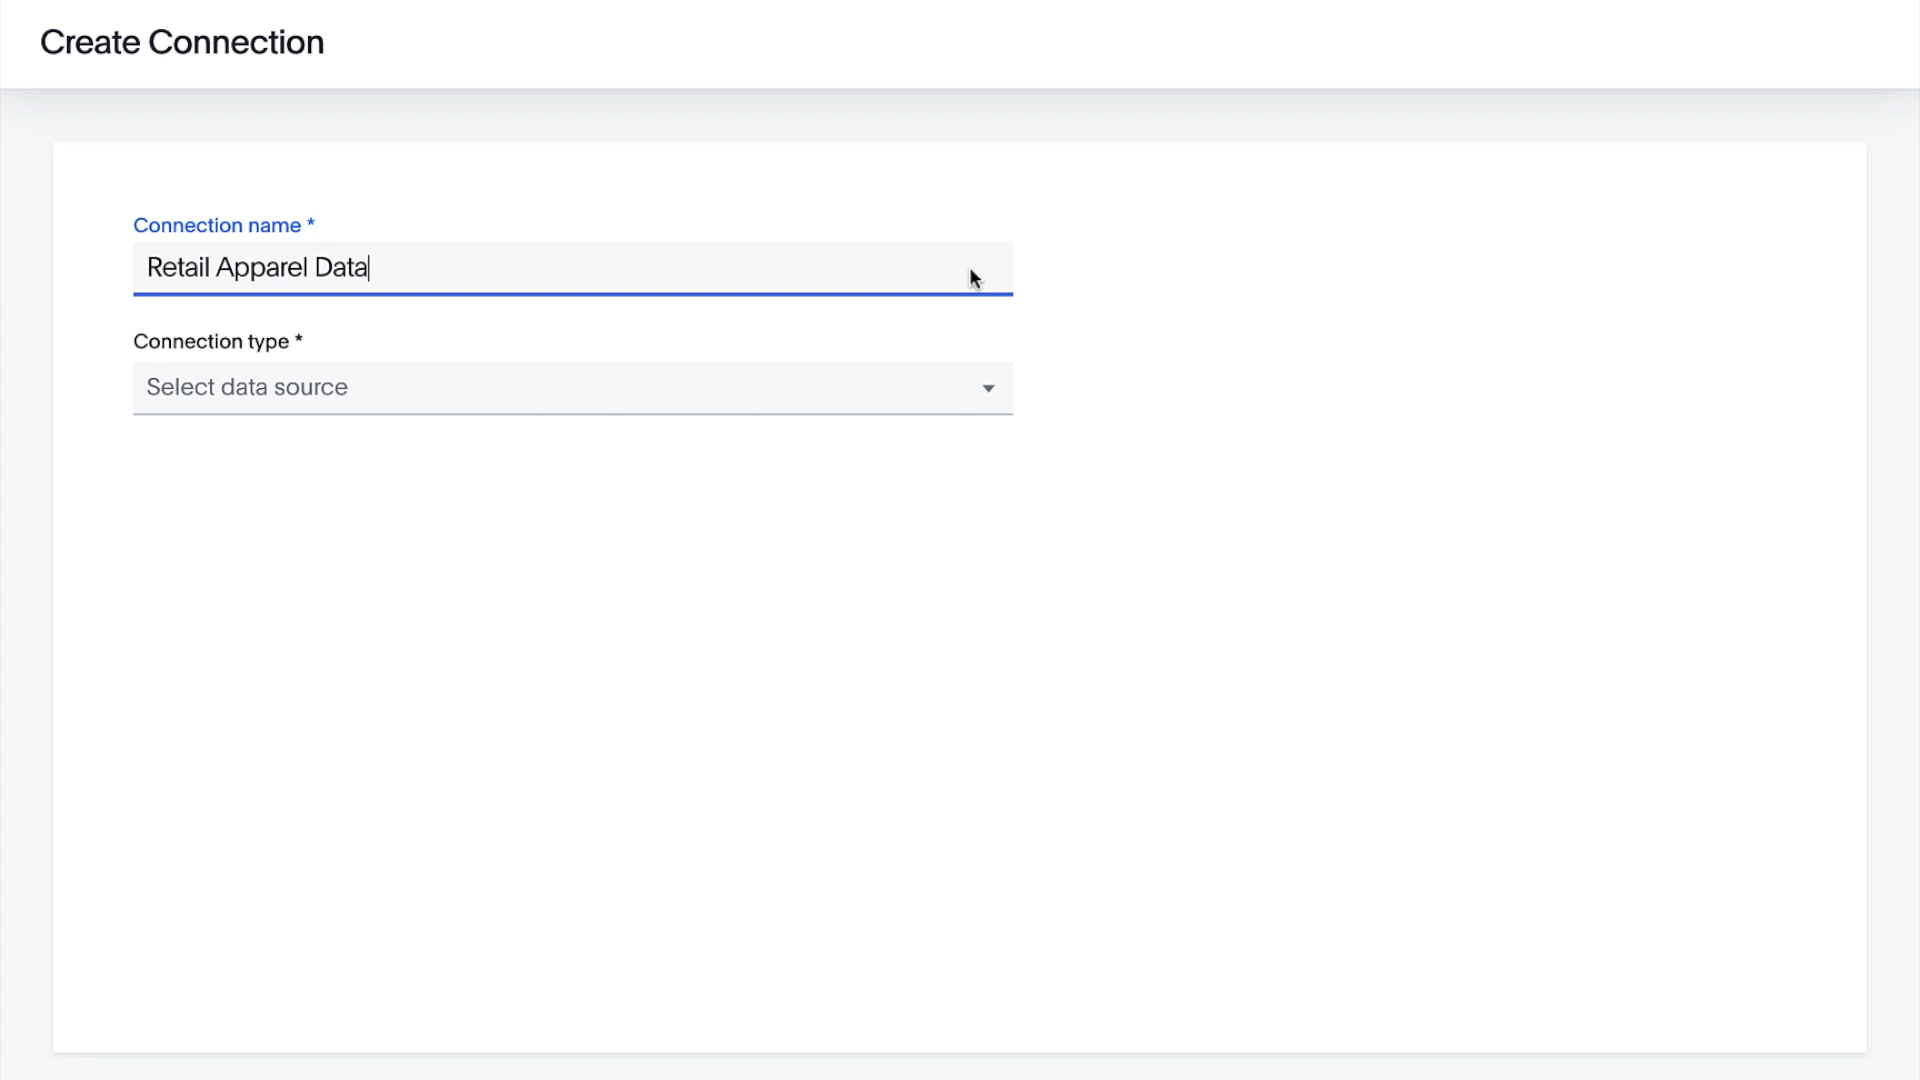 Create Connection
Connection name *
Retail Apparel Data
Connection type *
Select data source